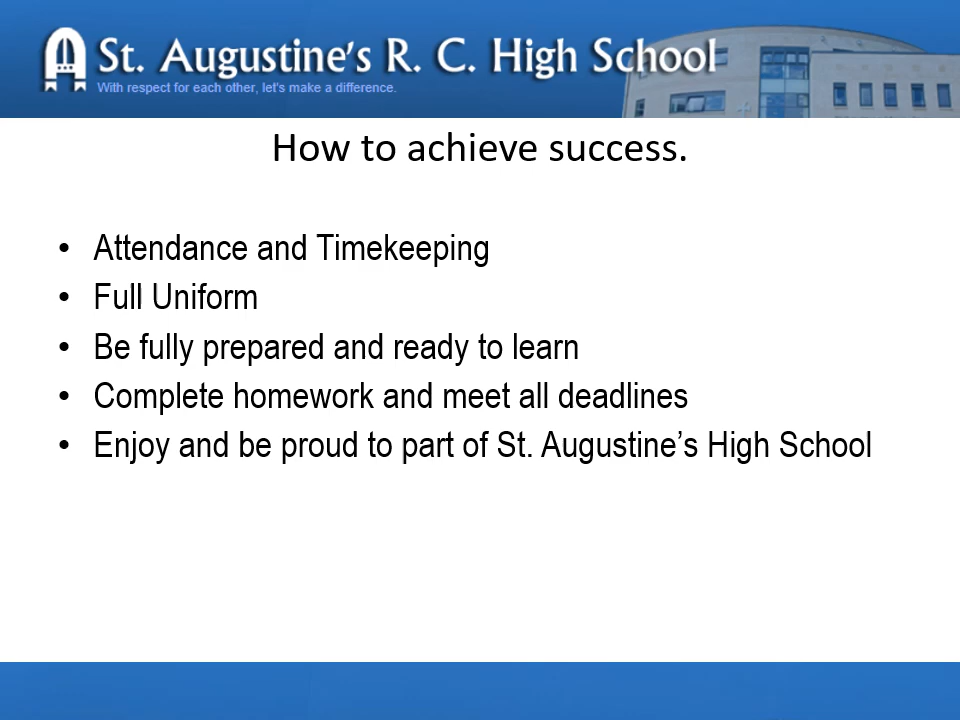 St. Augustine's R. C. High School
With respect for each other, let's make a difference.
How to achieve success.
• Attendance and Timekeeping
• Full Uniform
• Be fully prepared and ready to learn
• Complete homework and meet all deadlines
• Enjoy and be proud to part of St. Augustine’s High School